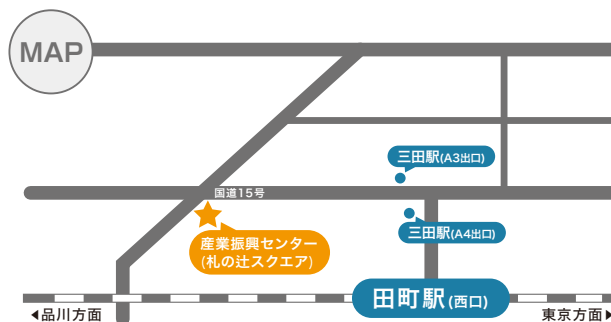 MAP
三田駅(A3出口)
国道15号
三田駅(A4出口)
産業振興センター
(札の辻スクエア)
田町駅(西口)
◀品川方面
東京方面▶